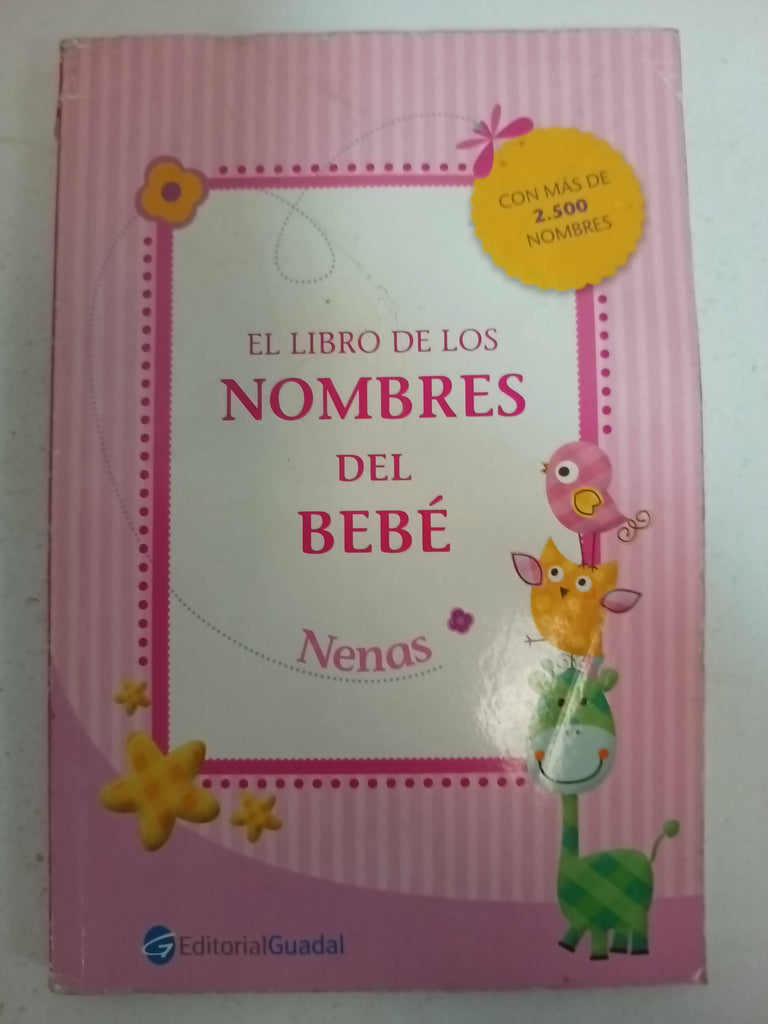 CON MÁS DE
2.500
NOMBRES
EL LIBRO DE LOS
NOMBRES
DEL
BEBÉ
Nenas
G EditorialGuadal